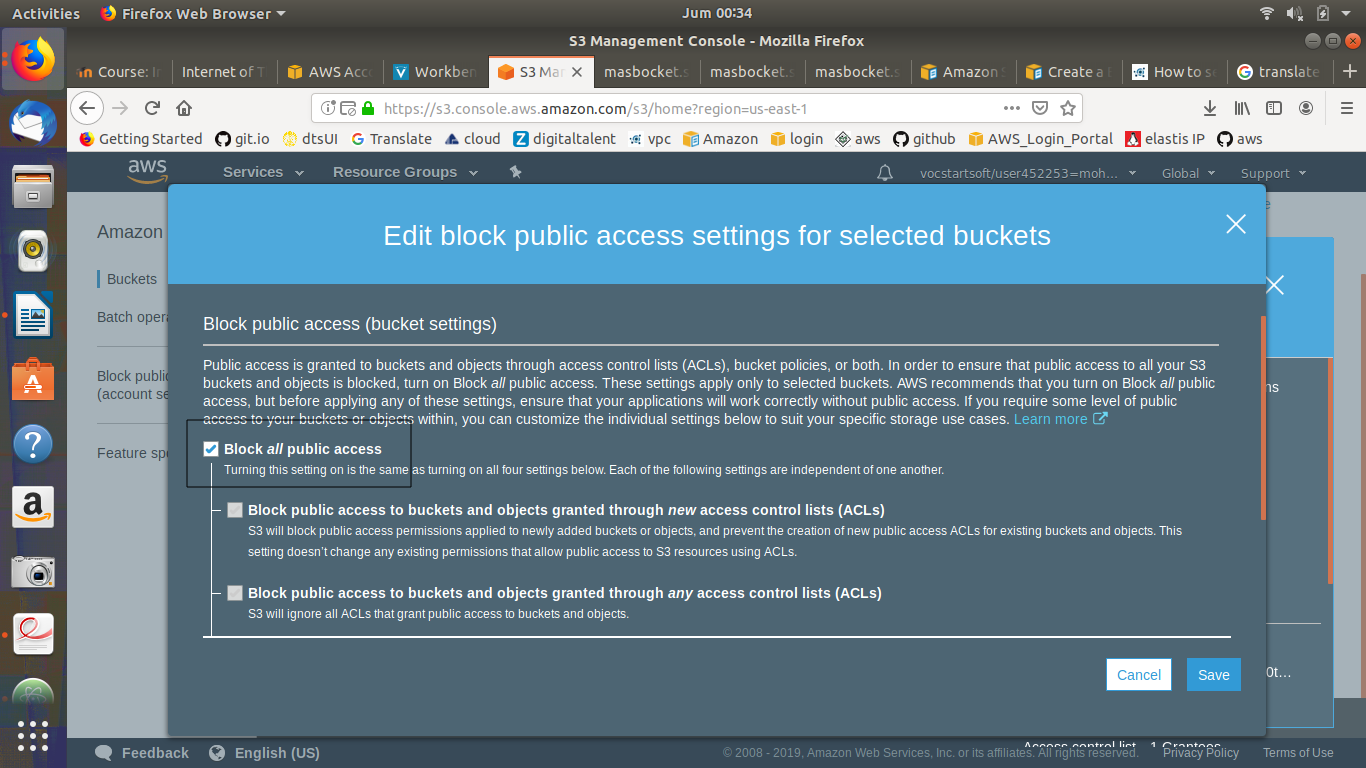 Activities
Firefox Web Browser
Jum 00:34
S3 Management Console - Mozilla Firefox
Course: I
Internet of T
AWS Acc
Workben
S3 Ma
masbocket.s
masbocket.
masbocket.s
Amazon S
Create a B
How to se
translate
https://s3.console.aws.amazon.com/s3/home?region=us-east-1
Getting Started
git.io
dtsUI
Translate
cloud
digitaltalent
vpc
Amazon
login
aws
github
AWS_Login_Portal
elastis IP
aws
aws
Services
Resource Groups
vocstartsoft/user452253=moh...
Global
Support
Amazon
Buckets
Batch opera
Block public
(account se
Feature spo
Edit block public access settings for selected buckets
Block public access (bucket settings)
Public access is granted to buckets and objects through access control lists (ACLs), bucket policies, or both. In order to ensure that public access to all your S3
buckets and objects is blocked, turn on Block all public access. These settings apply only to selected buckets. AWS recommends that you turn on Block all public
access, but before applying any of these settings, ensure that your applications will work correctly without public access. If you require some level of public
access to your buckets or objects within, you can customize the individual settings below to suit your specific storage use cases. Learn more
Block all public access
Turning this setting on is the same as turning on all four settings below. Each of the following settings are independent of one another.
Block public access to buckets and objects granted through new access control lists (ACLs)
S3 will block public access permissions applied to newly added buckets or objects, and prevent the creation of new public access ACLs for existing buckets and objects. This
setting doesn't change any existing permissions that allow public access to S3 resources using ACLs.
Block public access to buckets and objects granted through any access control lists (ACLs)
S3 will ignore all ACLs that grant public access to buckets and objects.
Cancel
Save
ns
0t…
Access control list
1 Grantees
Feedback
English (US)
© 2008 - 2019, Amazon Web Services, Inc. or its affiliates. All rights reserved.
Privacy Policy
Terms of Use